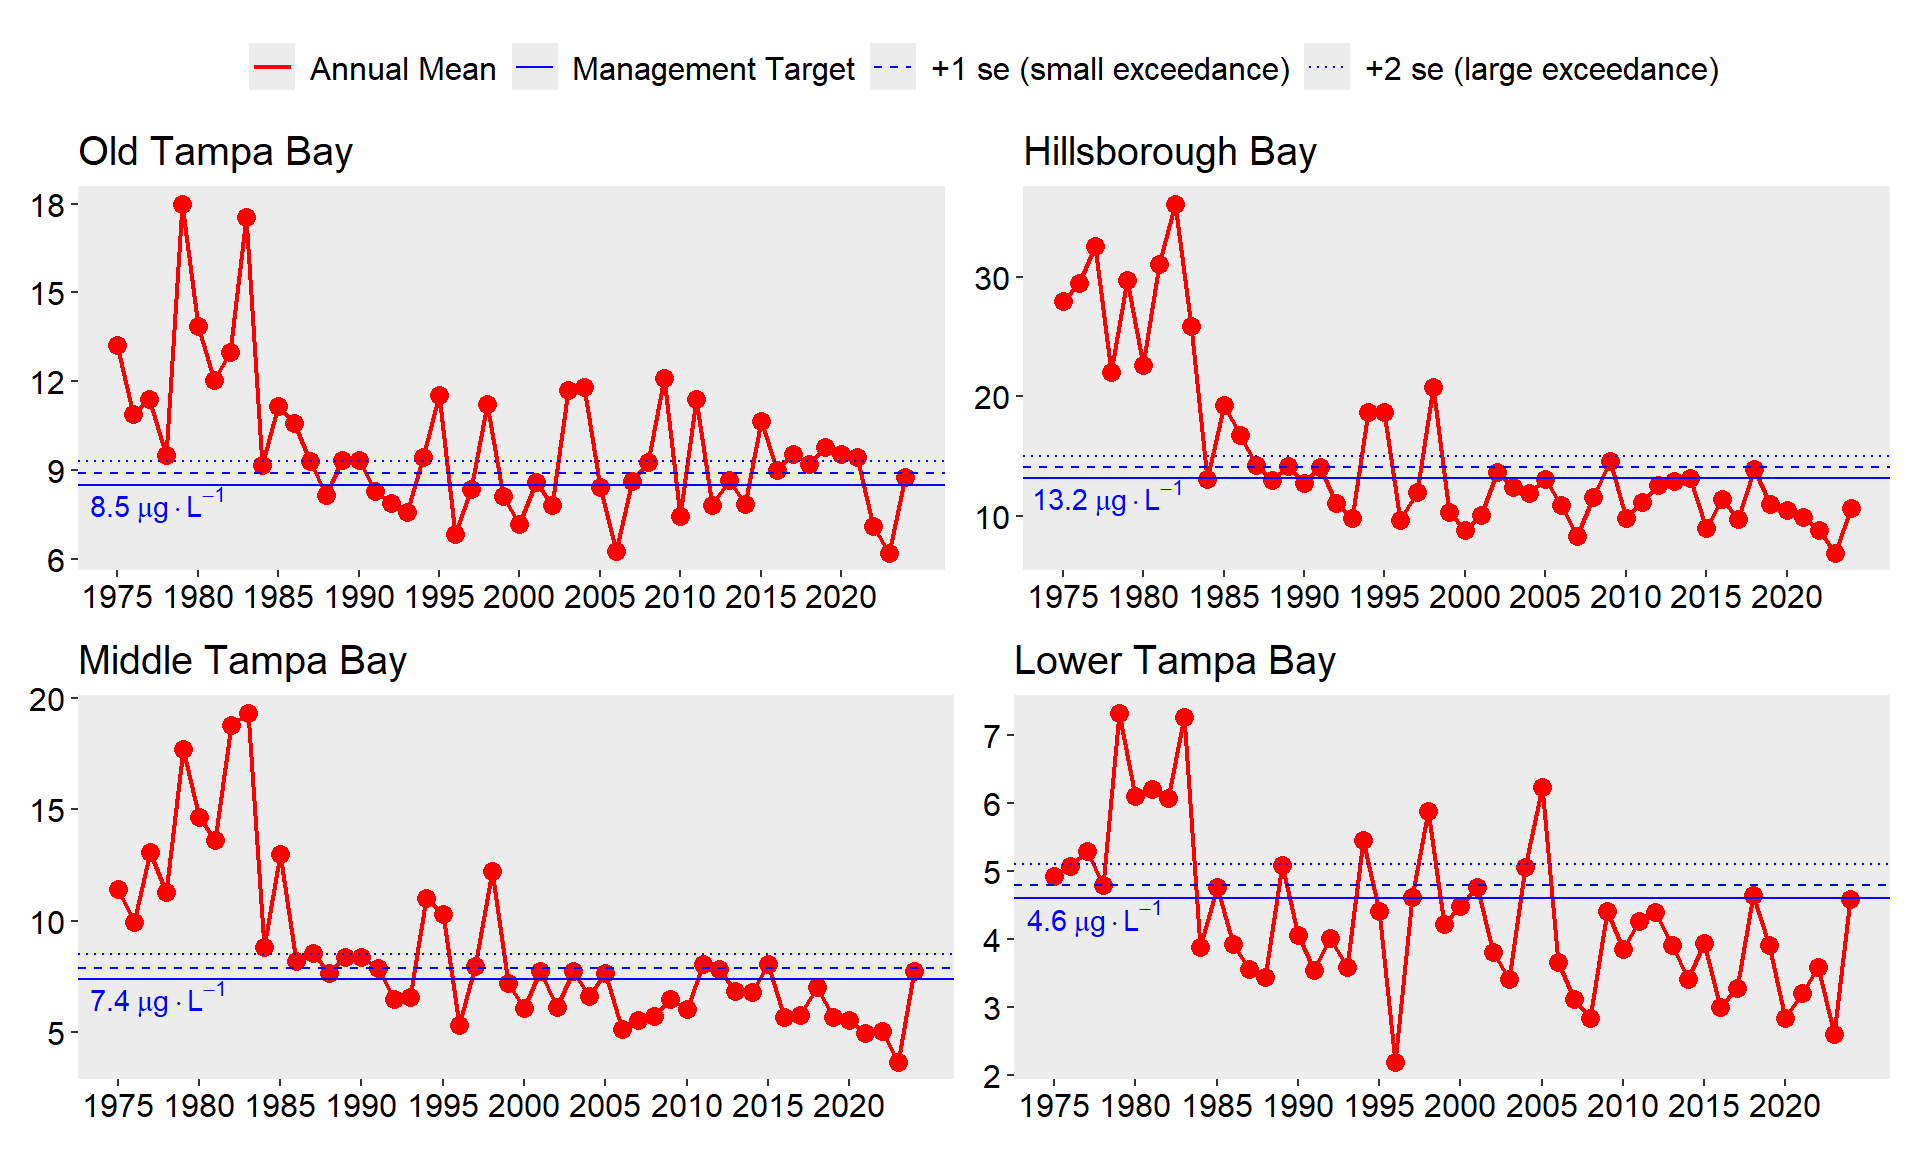 Annual Mean Management Target +1 se (small exceedance) +2 se (large exceedance)
Old Tampa Bay
18
15
12
9
6
8.5 µg · L⁻¹
1975 1980 1985 1990 1995 2000 2005 2010 2015 2020
Hillsborough Bay
30
20
10
13.2 µg · L⁻¹
1975 1980 1985 1990 1995 2000 2005 2010 2015 2020
Middle Tampa Bay
20
15
10
5
7.4 µg · L⁻¹
1975 1980 1985 1990 1995 2000 2005 2010 2015 2020
Lower Tampa Bay
7
6
5
4
3
2
4.6 µg · L⁻¹
1975 1980 1985 1990 1995 2000 2005 2010 2015 2020